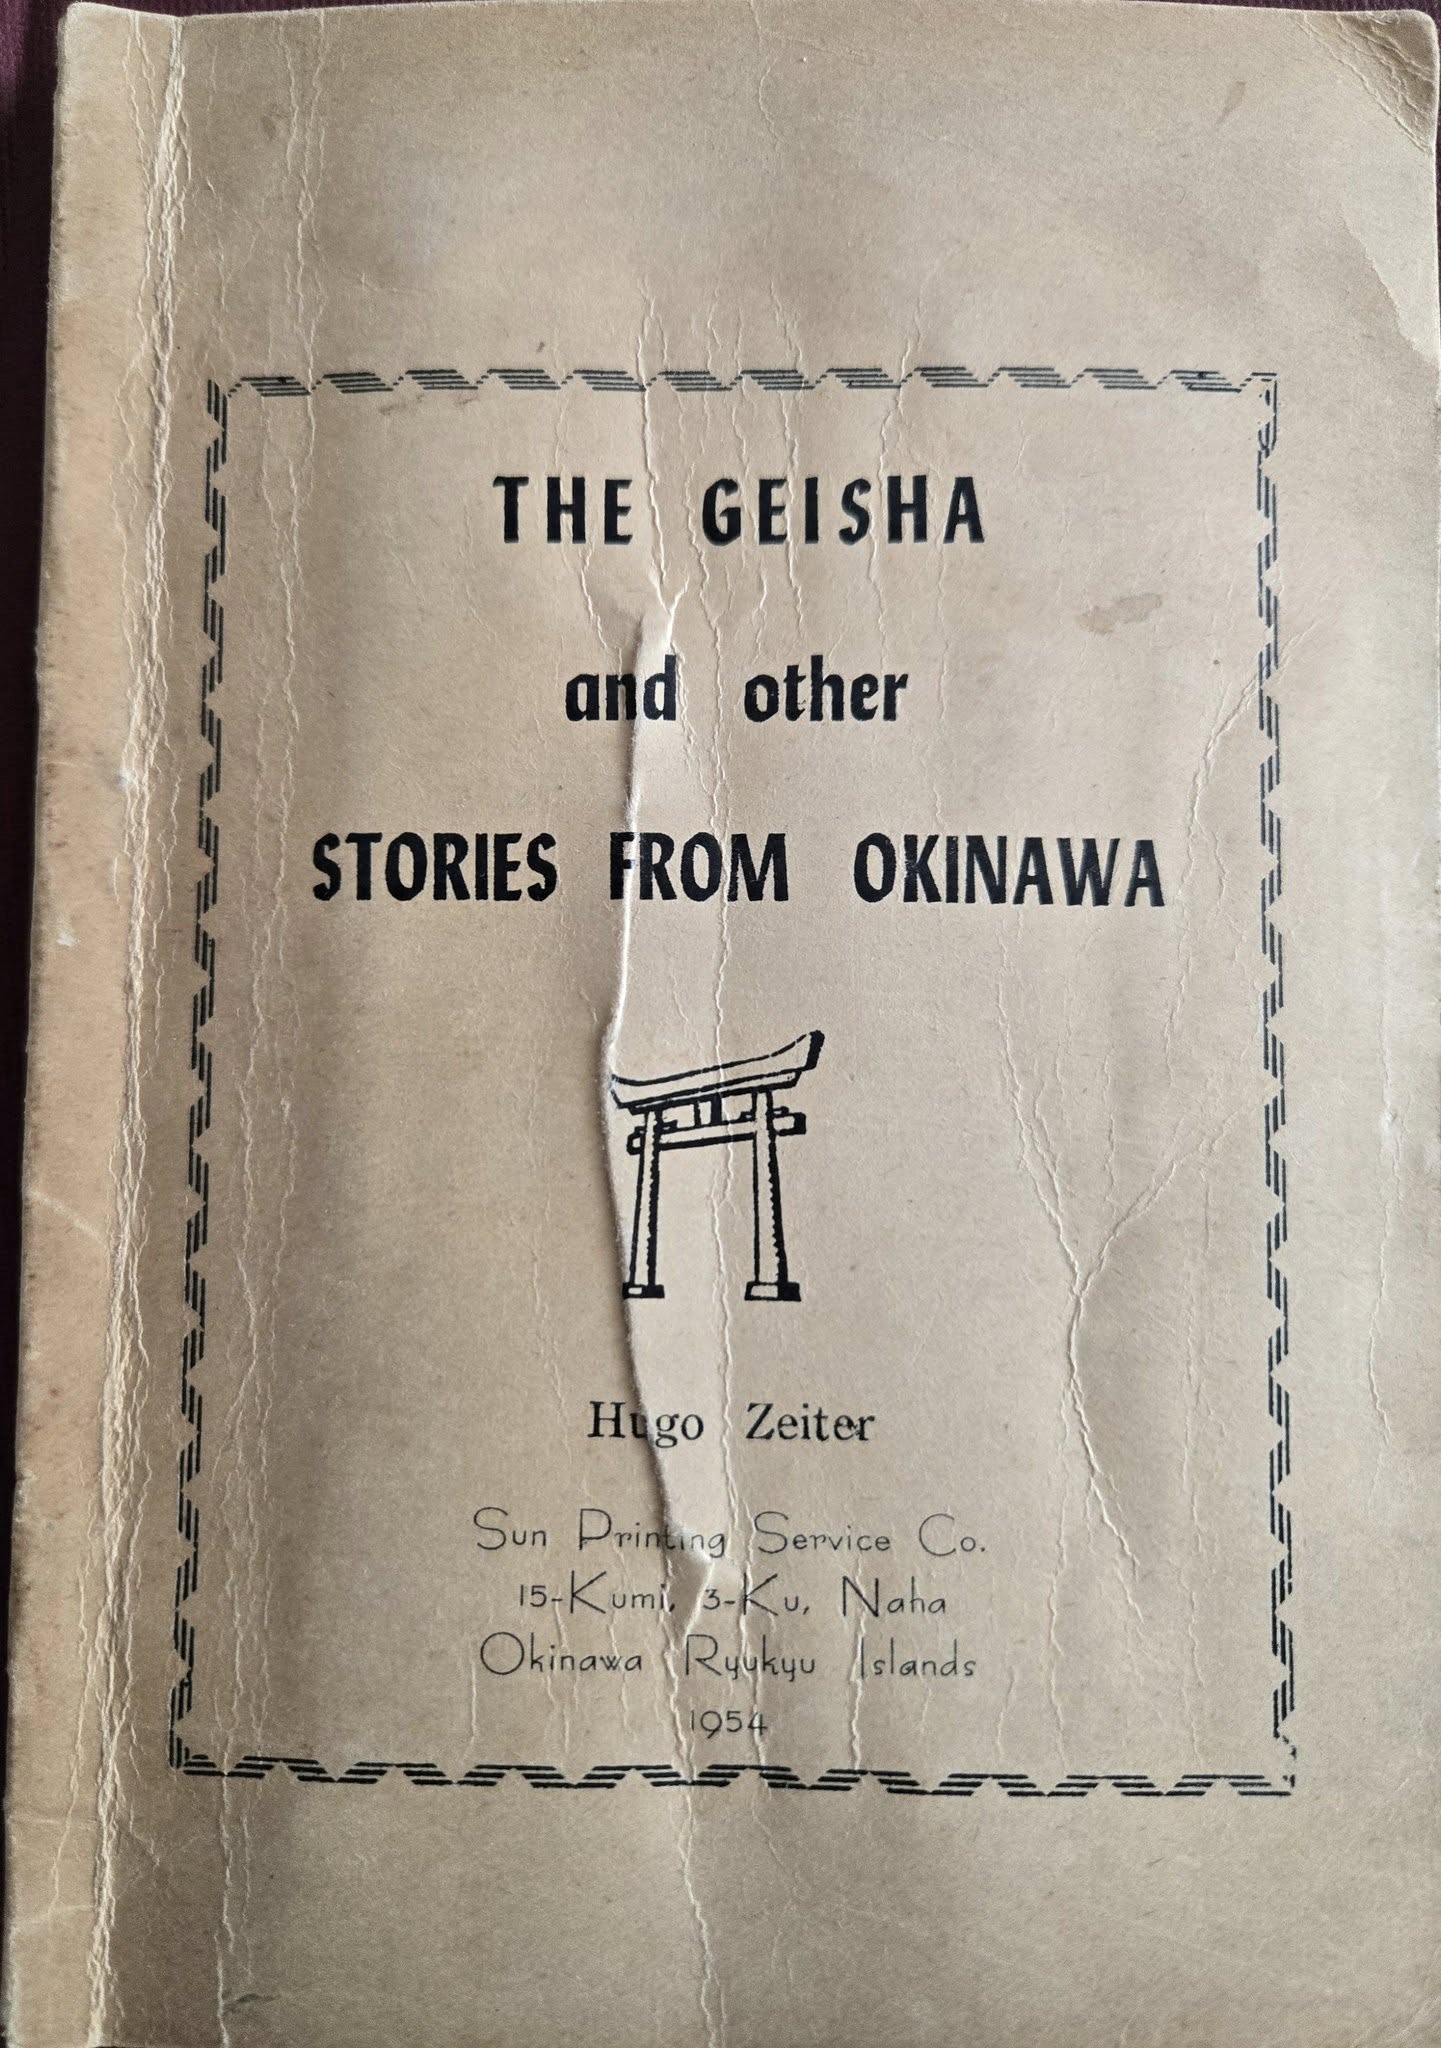 THE GEISHA
and other
STORIES FROM OKINAWA
Hugo Zeiter
Sun Printing Service Co.
15-Kumi, 3-Ku, Naha
Okinawa Ryukyu Islands
1954